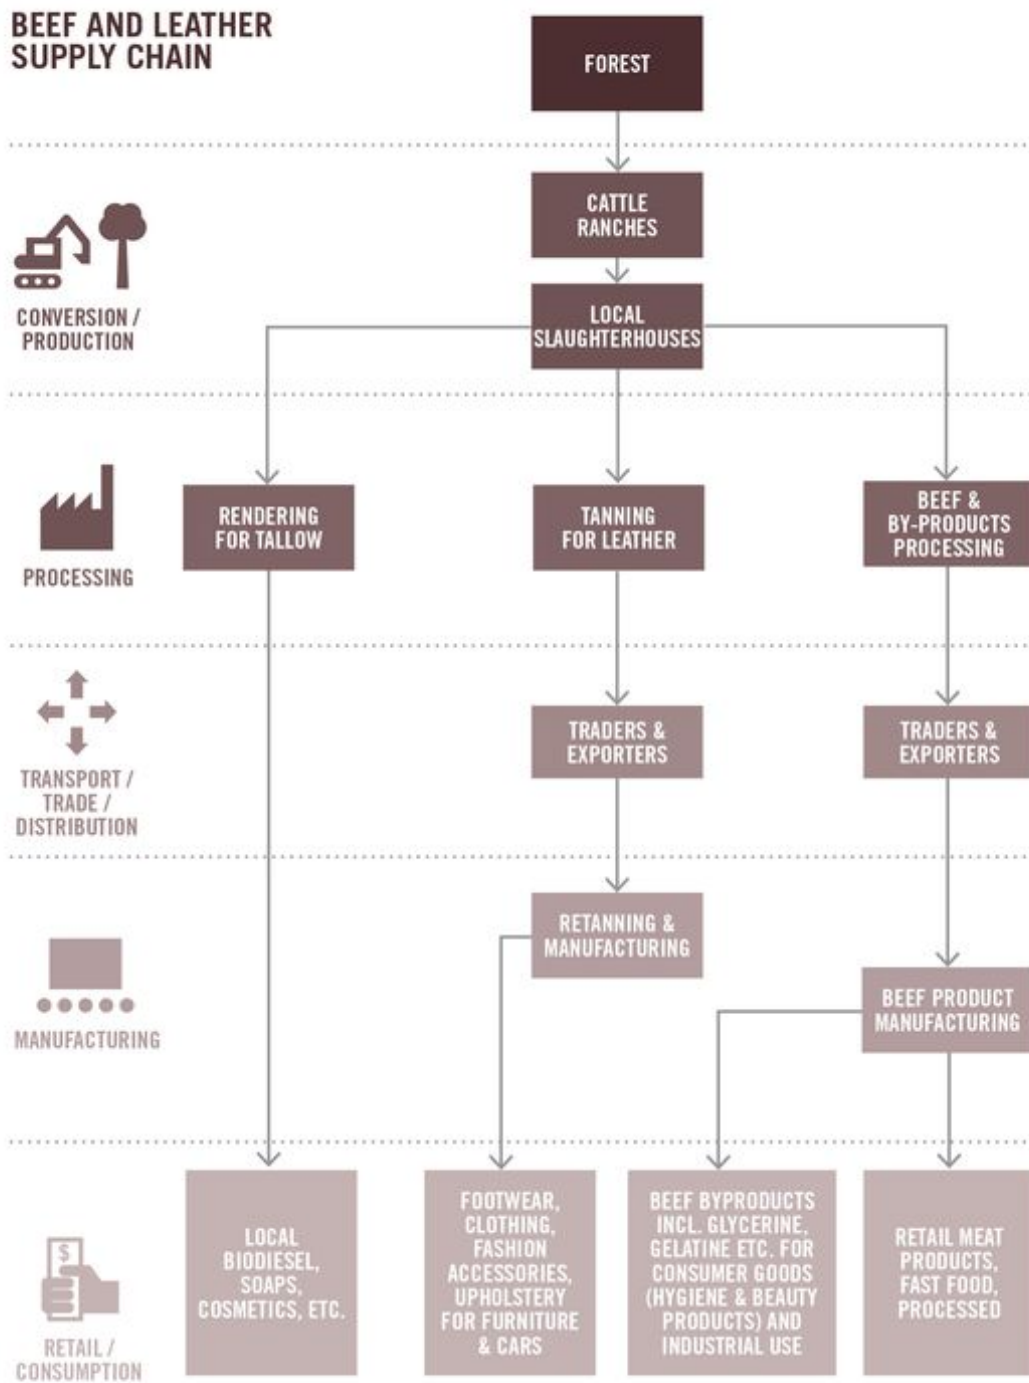 BEEF AND LEATHER
SUPPLY CHAIN
FOREST
CATTLE
RANCHES
CONVERSION /
PRODUCTION
LOCAL
SLAUGHTERHOUSES
PROCESSING
RENDERING
FOR TALLOW
TANNING
FOR LEATHER
BEEF &
BY-PRODUCTS
PROCESSING
TRANSPORT /
TRADE /
DISTRIBUTION
TRADERS &
EXPORTERS
TRADERS &
EXPORTERS
MANUFACTURING
RETANNING &
MANUFACTURING
BEEF PRODUCT
MANUFACTURING
$
RETAIL /
CONSUMPTION
LOCAL
BIODIESEL,
SOAPS,
COSMETICS, ETC.
FOOTWEAR,
CLOTHING,
FASHION
ACCESSORIES,
UPHOLSTERY
FOR FURNITURE
& CARS
BEEF BYPRODUCTS
INCL. GLYCERINE,
GELATINE ETC. FOR
CONSUMER GOODS
(HYGIENE & BEAUTY
PRODUCTS) AND
INDUSTRIAL USE
RETAIL MEAT
PRODUCTS,
FAST FOOD,
PROCESSED